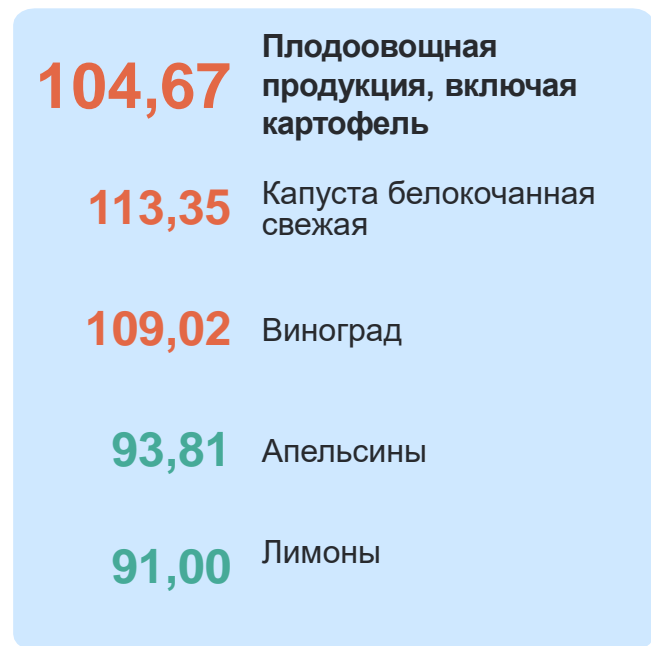 104,67
Плодоовощная
продукция, включая
картофель
113,35
Капуста белокочанная
свежая
109,02 Виноград
93,81 Апельсины
91,00 Лимоны